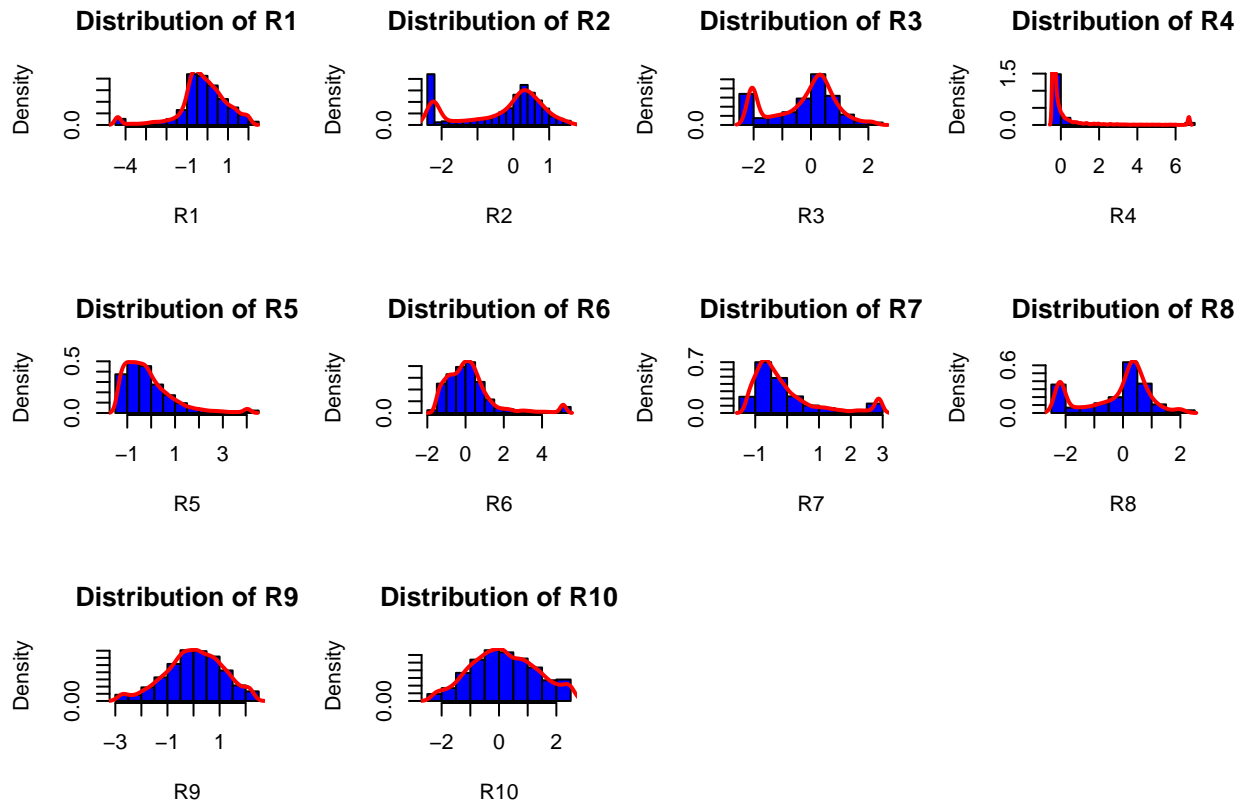 Distribution of R1
Density
0.0
−4 −1 1
R1
Distribution of R2
Density
0.0
−2 0 1
R2
Distribution of R3
Density
0.0
−2 0 2
R3
Distribution of R4
Density
0.0 1.5
0 2 4 6
R4
Distribution of R5
Density
0.0 0.5
−1 1 3
R5
Distribution of R6
Density
0.0
−2 0 2 4
R6
Distribution of R7
Density
0.0 0.7
−1 1 2 3
R7
Distribution of R8
Density
0.0 0.6
−2 0 2
R8
Distribution of R9
Density
0.00
−3 −1 1
R9
Distribution of R10
Density
0.00
−2 0 2
R10